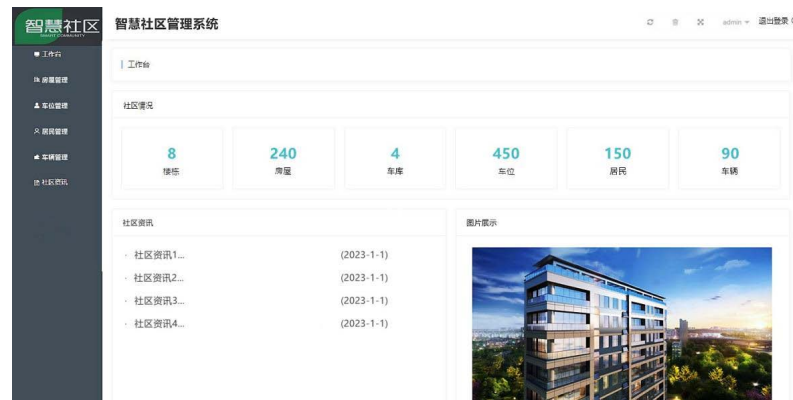 智慧社区
SMART COMMUNITY
智慧社区管理系统
admin
退出登录
工作台
房屋管理
车位管理
居民管理
车辆管理
社区资讯
工作台
社区情况
8
240
4
450
150
90
楼栋
房屋
车库
车位
居民
车辆
社区资讯
图片展示
社区资讯1... (2023-1-1)
社区资讯2... (2023-1-1)
社区资讯3... (2023-1-1)
社区资讯4... (2023-1-1)